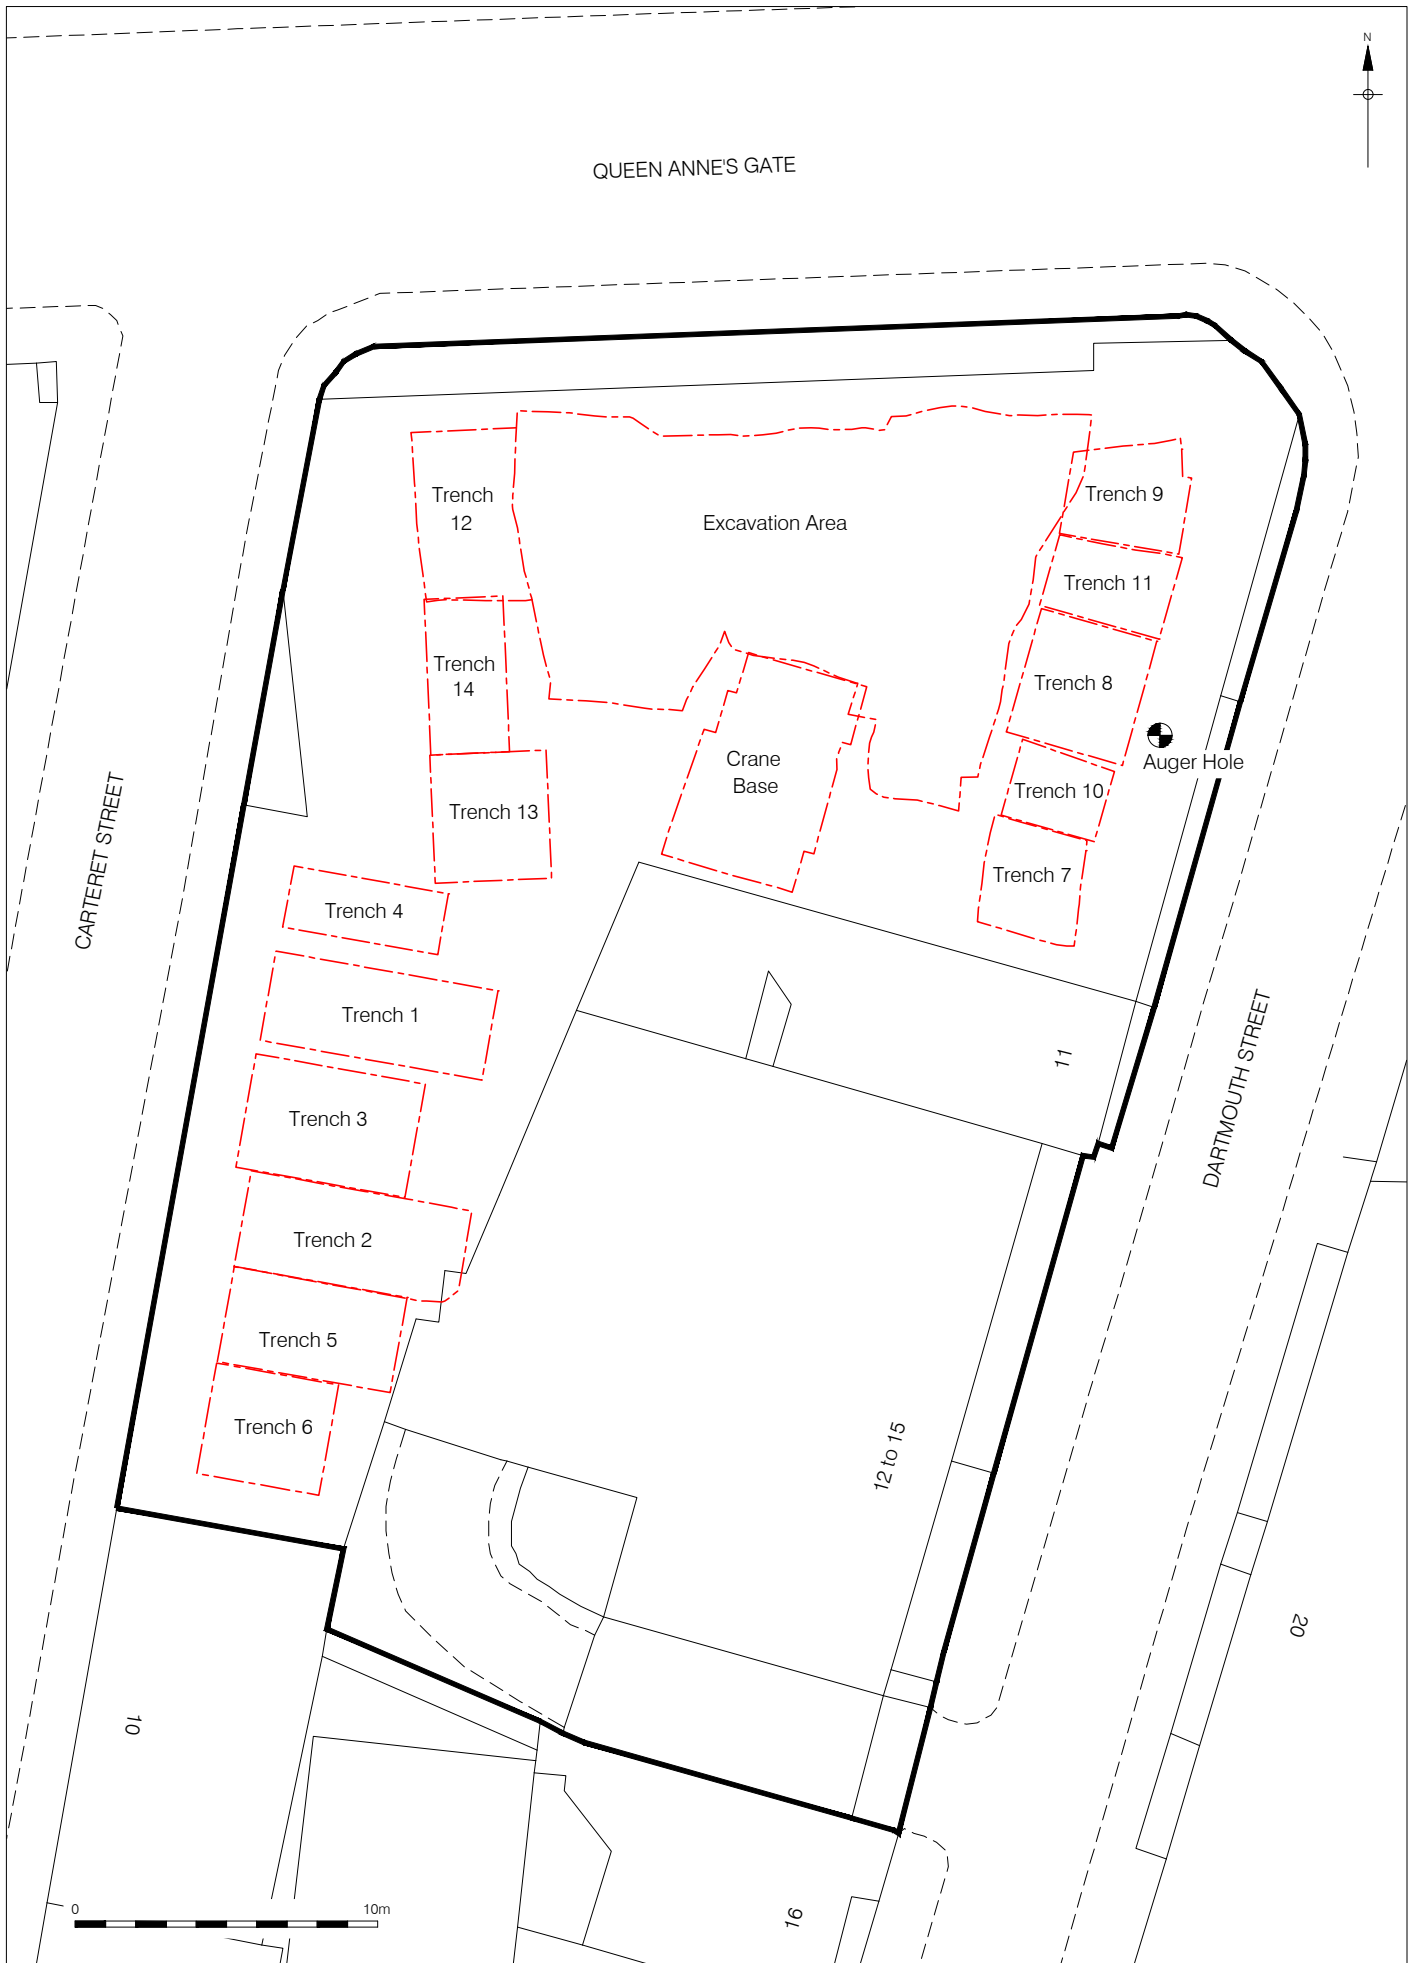 N
QUEEN ANNE'S GATE
Trench
12
Excavation Area
Trench 9
Trench 11
Trench
14
Trench 8
Auger Hole
Crane
Base
Trench 10
Trench 13
CARTERET STREET
Trench 7
Trench 4
Trench 1
11
DARTMOUTH STREET
Trench 3
Trench 2
Trench 5
Trench 6
12 to 15
20
10
0 10m
16